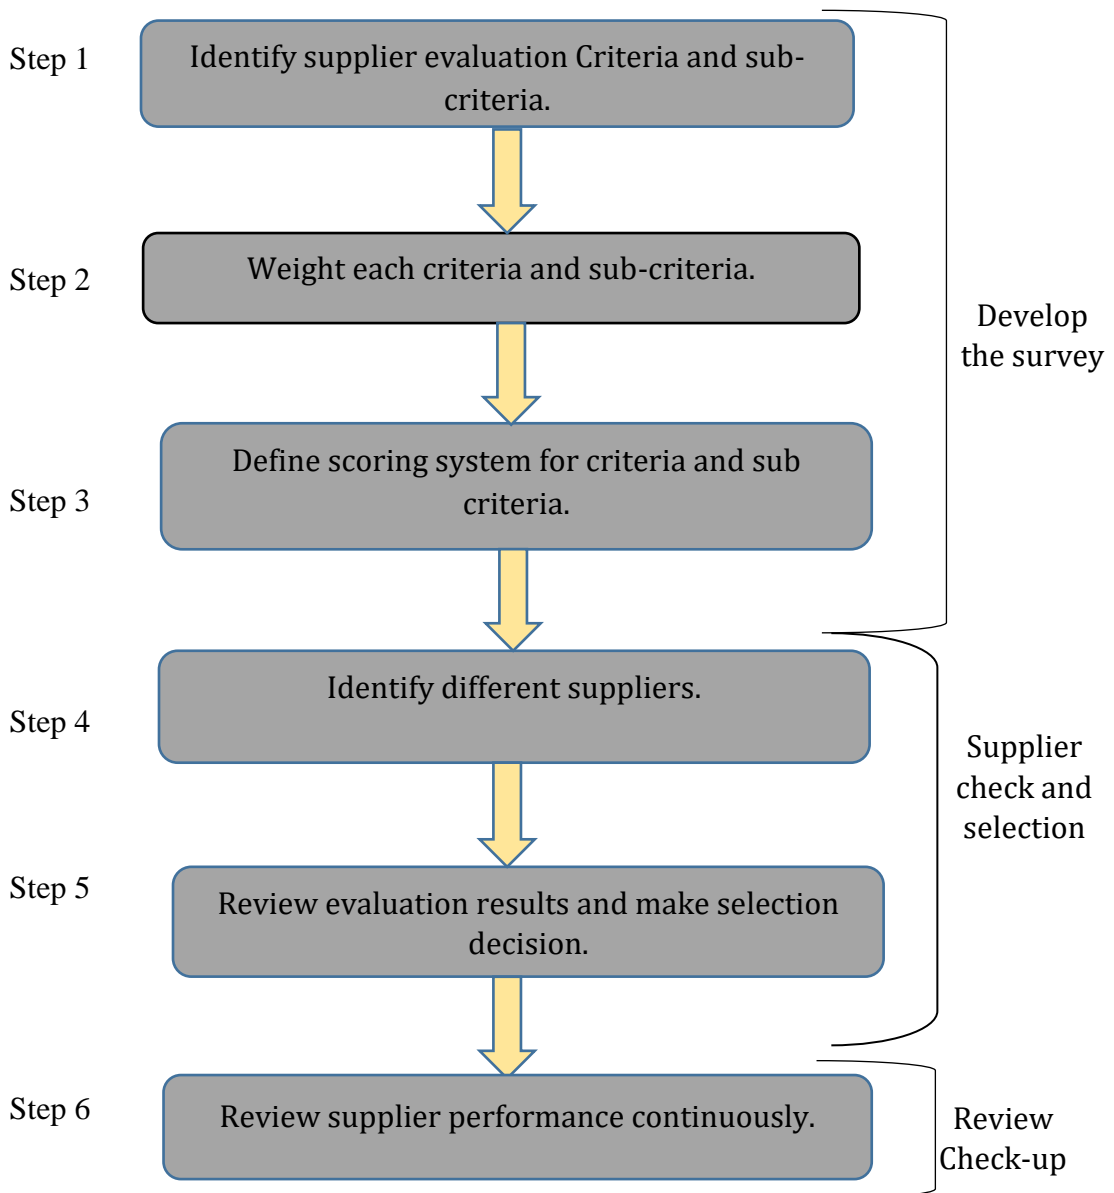 Step 1
Identify supplier evaluation Criteria and sub-
criteria.
Step 2
Weight each criteria and sub-criteria.
Develop
the survey
Step 3
Define scoring system for criteria and sub
criteria.
Step 4
Identify different suppliers.
Supplier
check and
selection
Step 5
Review evaluation results and make selection
decision.
Step 6
Review supplier performance continuously.
Review
Check-up